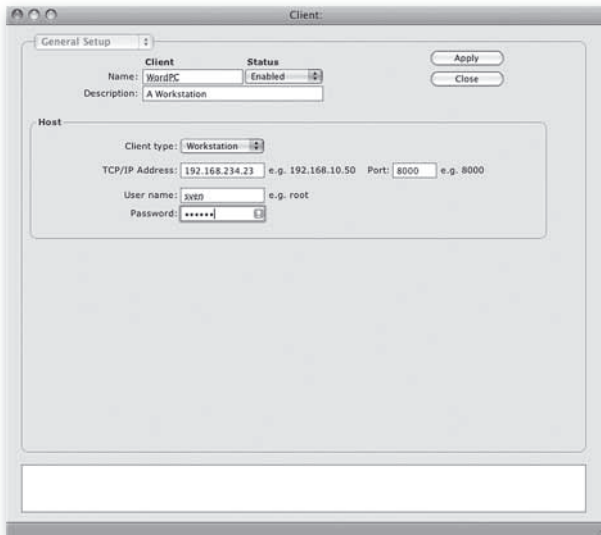 Client:
General Setup
Client Status
Name: WordPC Enabled
Description: A Workstation
Apply
Close
Host
Client type: Workstation
TCP/IP Address: 192.168.234.23 e.g. 192.168.10.50 Port: 8000 e.g. 8000
User name: sven e.g. root
Password: ••••••